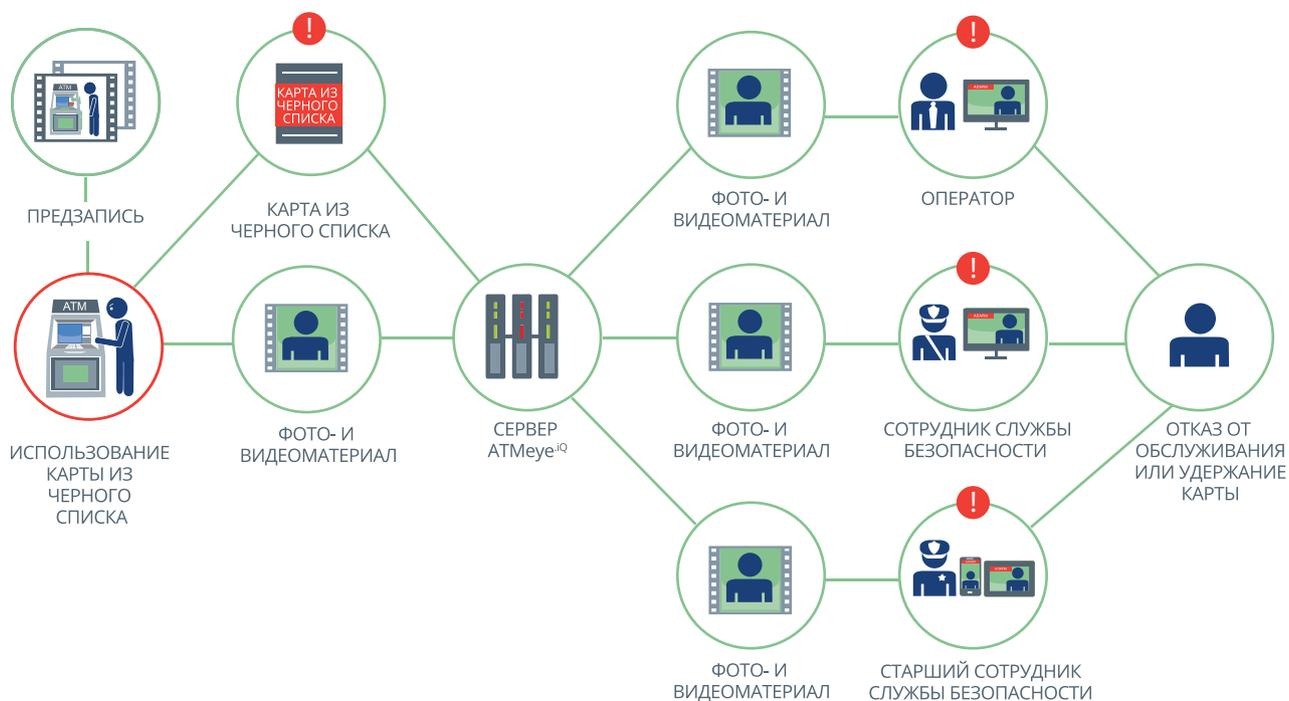 ATM
!
КАРТА ИЗ
ЧЕРНОГО
СПИСКА
!
ПРЕДЗАПИСЬ
КАРТА ИЗ
ЧЕРНОГО СПИСКА
ФОТО- И
ВИДЕОМАТЕРИАЛ
ОПЕРАТОР
ATM
ИСПОЛЬЗОВАНИЕ
КАРТЫ ИЗ
ЧЕРНОГО
СПИСКА
ФОТО- И
ВИДЕОМАТЕРИАЛ
СЕРВЕР
ATMeye.iQ
ФОТО- И
ВИДЕОМАТЕРИАЛ
!
СОТРУДНИК СЛУЖБЫ
БЕЗОПАСНОСТИ
ОТКАЗ ОТ
ОБСЛУЖИВАНИЯ
ИЛИ УДЕРЖАНИЕ
КАРТЫ
ФОТО- И
ВИДЕОМАТЕРИАЛ
!
СТАРШИЙ СОТРУДНИК
СЛУЖБЫ БЕЗОПАСНОСТИ